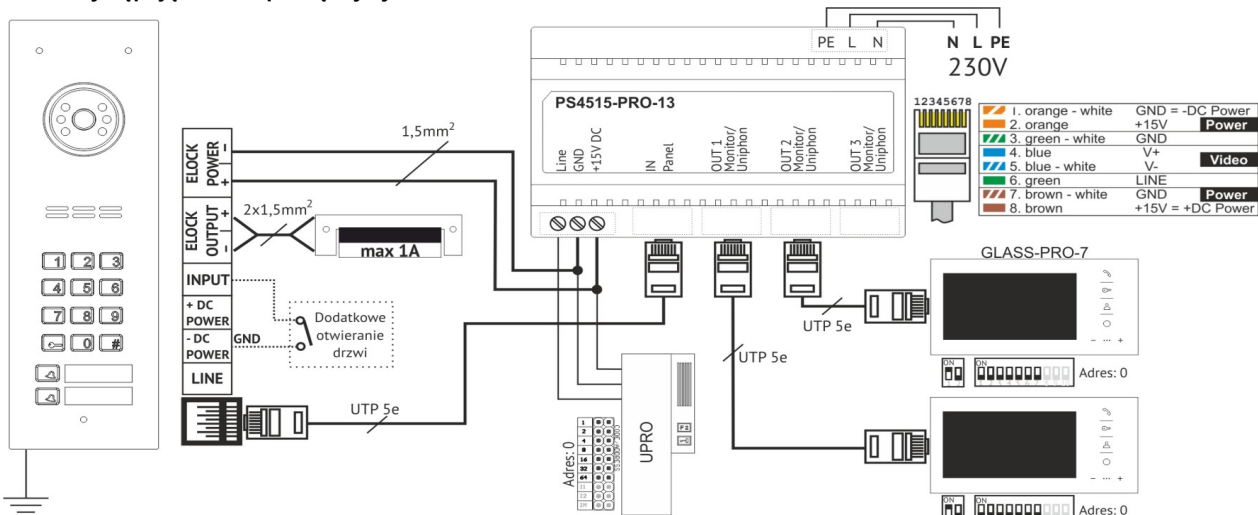 PE L N
N L PE
230V
PS4515-PRO-13
Line
GND
+15V DC
IN
Panel
OUT 1
Monitor/
Uniphon
OUT 2
Monitor/
Uniphon
OUT 3
Monitor/
Uniphon
12345678
1. orange - white GND = -DC Power
2. orange +15V Power
3. green - white GND
4. blue V+
5. blue - white V- Video
6. green LINE
7. brown - white GND Power
8. brown +15V = +DC Power
ELOCK
POWER
+ -
1,5mm²
ELOCK
OUTPUT
- +
2x1,5mm²
max 1A
INPUT
+ DC
POWER
- DC
POWER
GND
LINE
Dodatkowe
otwieranie
drzwi
UTP 5e
UTP 5e
UTP 5e
1 2 3
4 5 6
7 8 9
0 #
GLASS-PRO-7
- ... +
ON
ON
Adres: 0
- ... +
ON
ON
Adres: 0
UPRO
Adres: 0
1
2
4
8
16
32
64